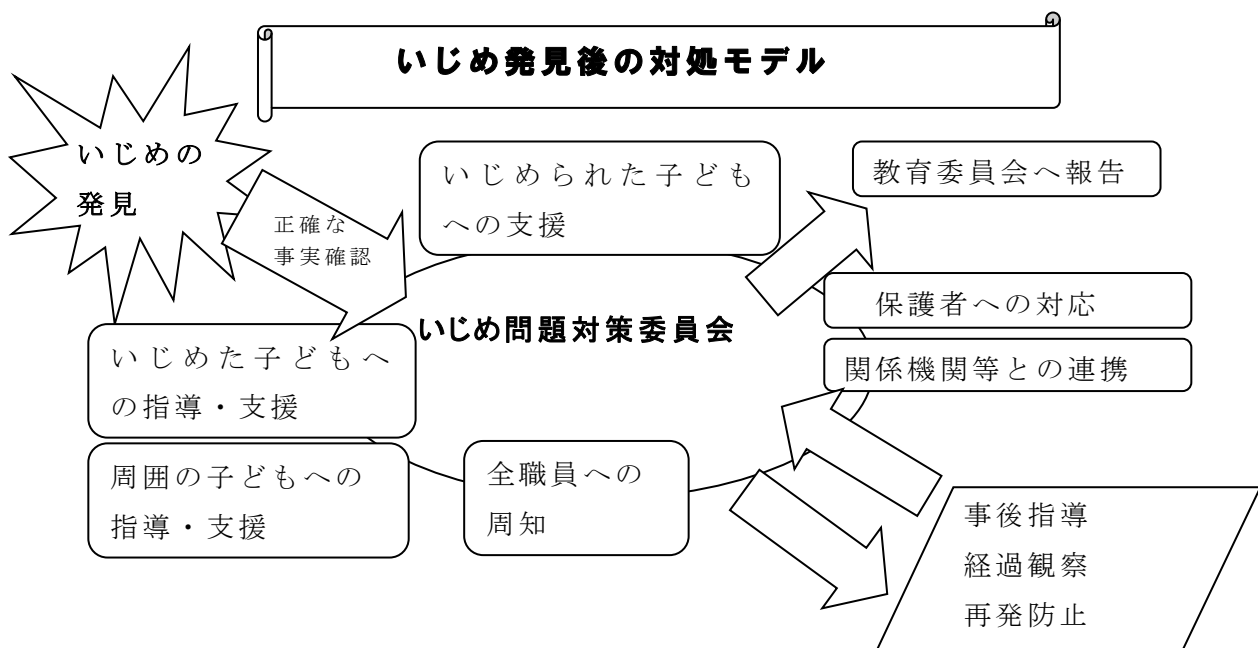 いじめ発見後の対処モデル
いじめの
発見
正確な
事実確認
いじめられた子ども
への支援
教育委員会へ報告
保護者への対応
関係機関等との連携
いじめ問題対策委員会
いじめた子どもへ
の指導・支援
周囲の子どもへの
指導・支援
全職員への
周知
事後指導
経過観察
再発防止